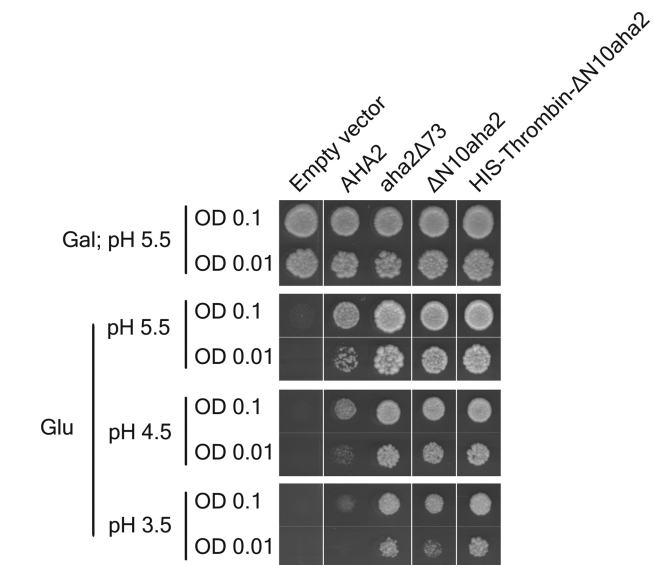 Empty vector
AHA2
aha2Δ73
ΔN10aha2
HIS-Thrombin-ΔN10aha2
Gal; pH 5.5
OD 0.1
OD 0.01
Glu
pH 5.5
OD 0.1
OD 0.01
pH 4.5
OD 0.1
OD 0.01
pH 3.5
OD 0.1
OD 0.01